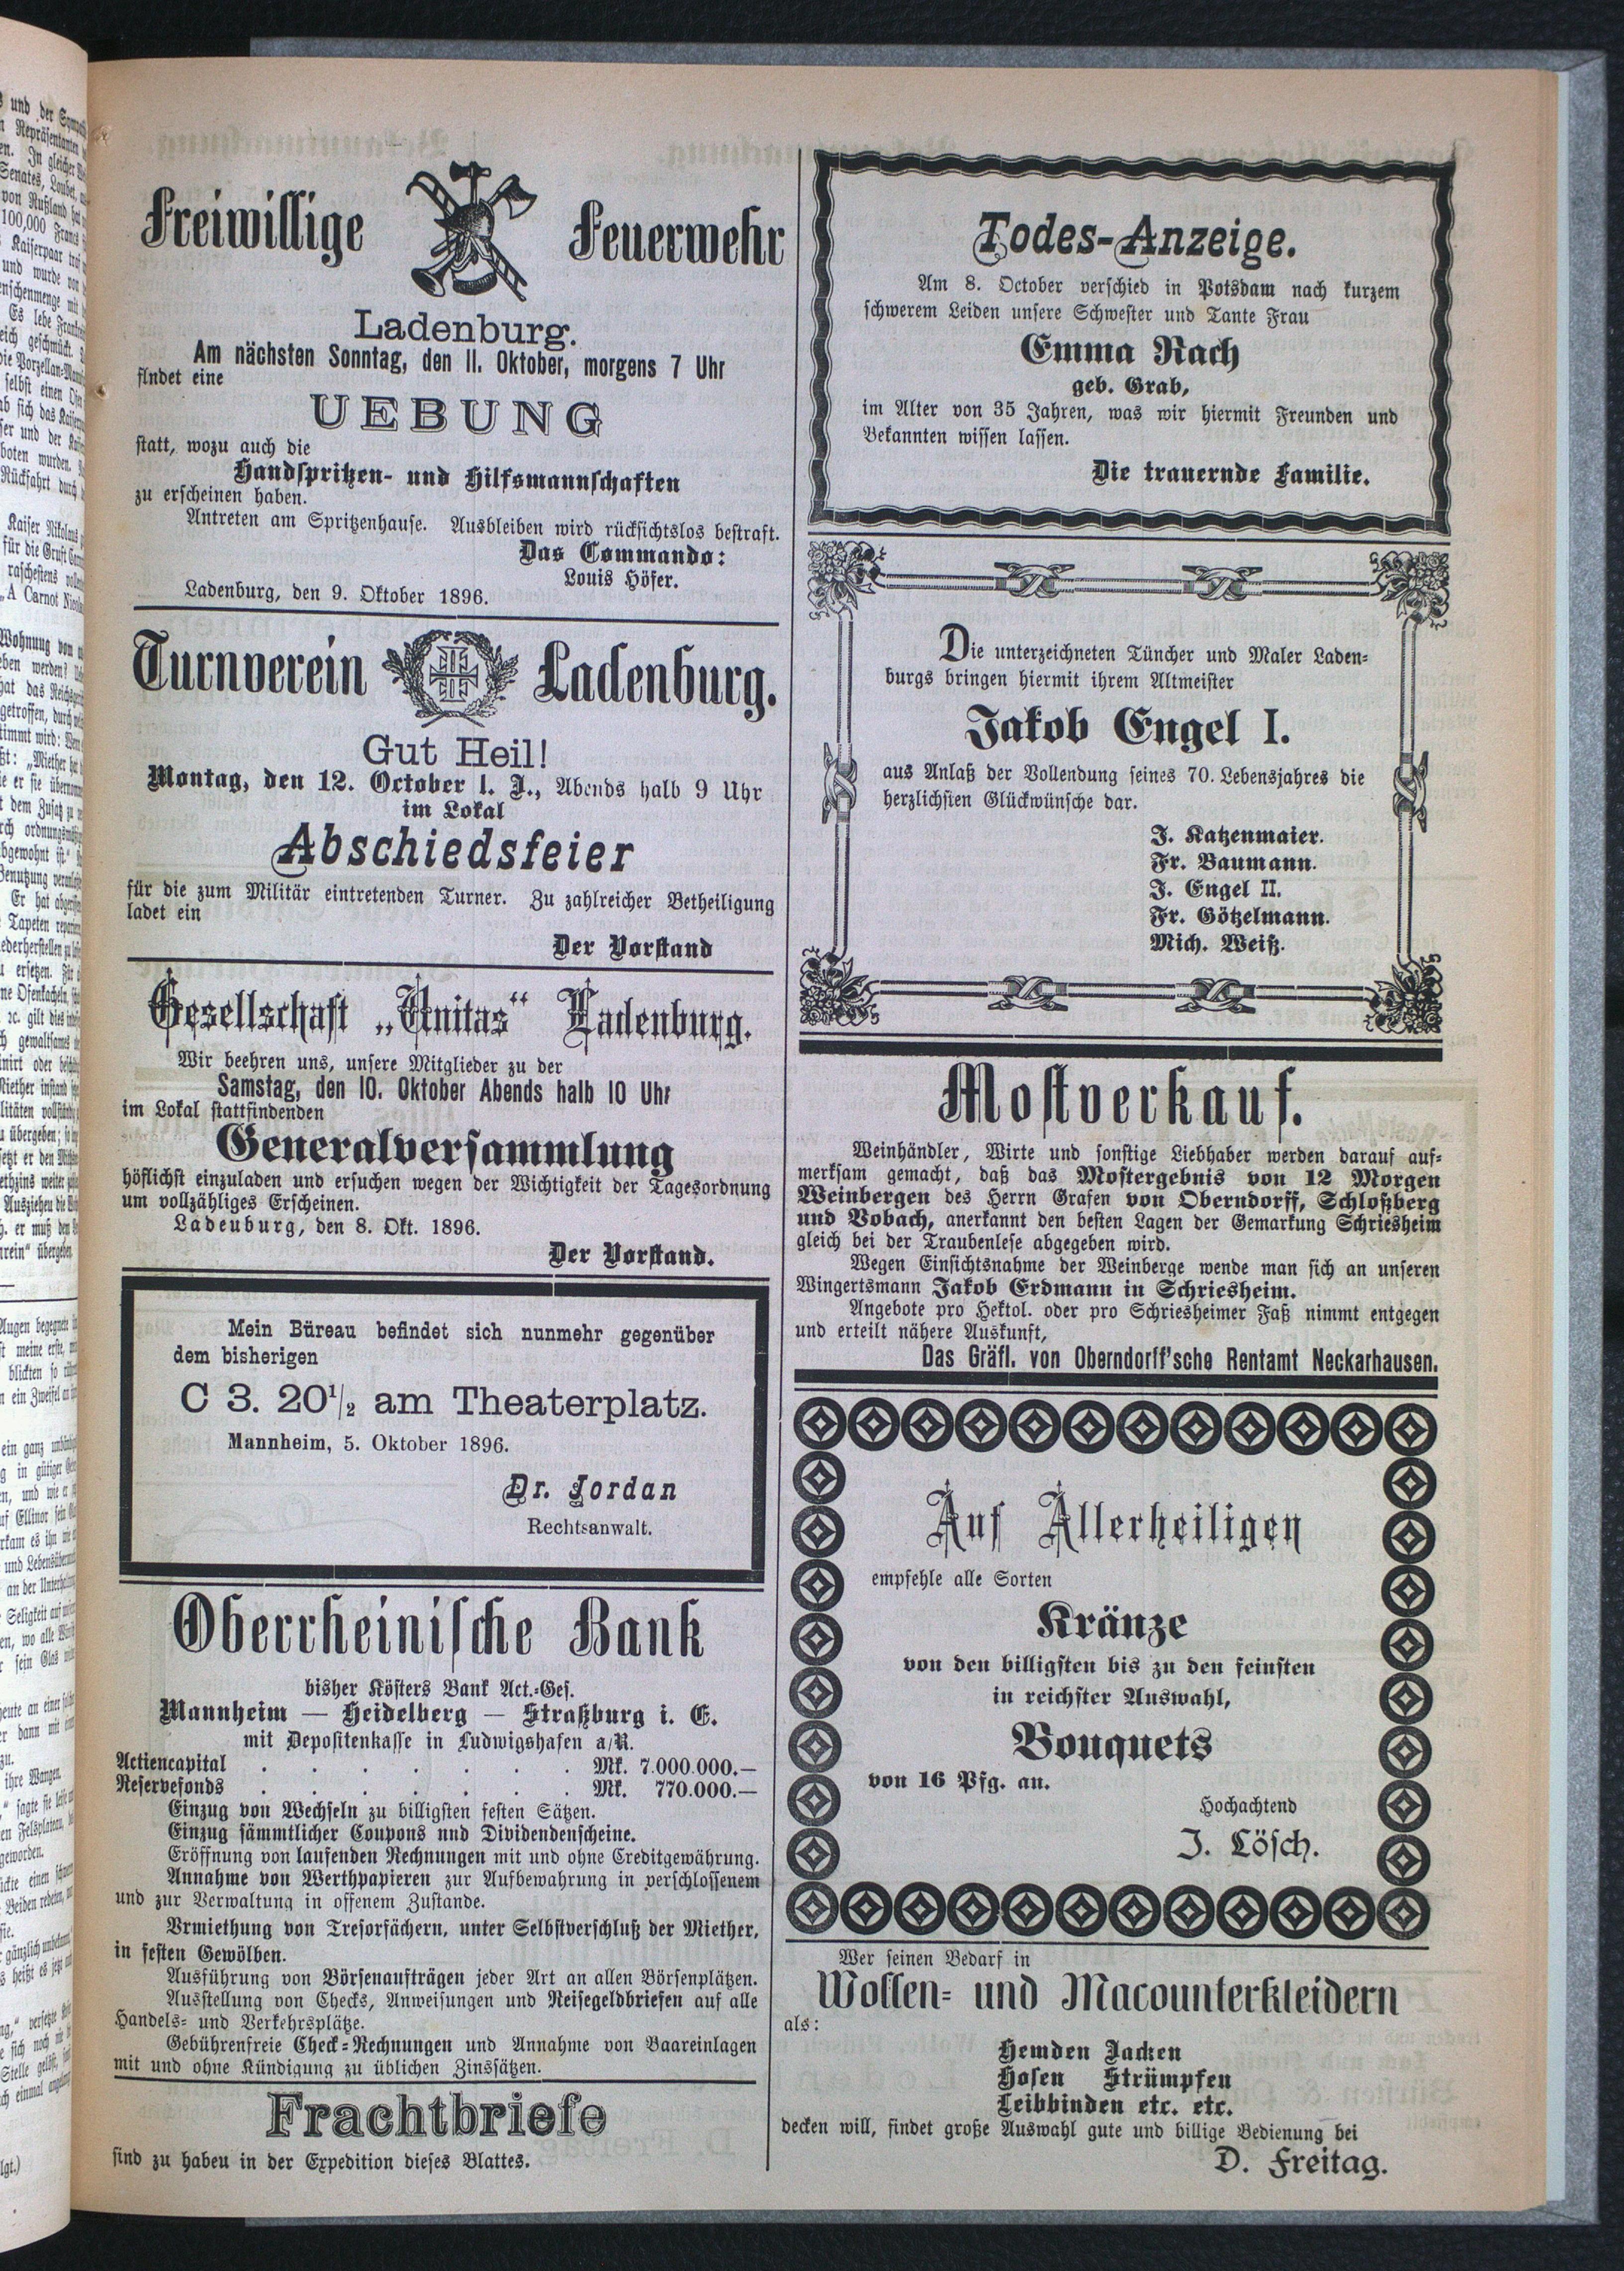 Freiwillige Feuerwehr
Ladenburg.
Am nächsten Sonntag, den 11. Oktober, morgens 7 Uhr
findet eine
UEBUNG
statt, wozu auch die
Handspritzen- und Hilfsmannschaften
zu erscheinen haben.
Antreten am Spritzenhause. Ausbleiben wird rücksichtslos bestraft.
Das Commando:
Louis Höfer.
Ladenburg, den 9. Oktober 1896.
Turnverein Ladenburg.
Gut Heil!
Montag, den 12. October l. J., Abends halb 9 Uhr
im Lokal
Abschiedsfeier
für die zum Militär eintretenden Turner. Zu zahlreicher Betheiligung
ladet ein
Der Vorstand
Gesellschaft „Unitas“ Ladenburg.
Wir beehren uns, unsere Mitglieder zu der
Samstag, den 10. Oktober Abends halb 10 Uhr
im Lokal stattfindenden
Generalversammlung
höflichst einzuladen und ersuchen wegen der Wichtigkeit der Tagesordnung
um vollzähliges Erscheinen.
Ladeuburg, den 8. Okt. 1896.
Der Vorstand.
Mein Büreau befindet sich nunmehr gegenüber
dem bisherigen
C 3. 20½ am Theaterplatz.
Mannheim, 5. Oktober 1896.
Dr. Jordan
Rechtsanwalt.
Oberrheinische Bank
bisher Kösters Bank Act.-Ges.
Mannheim — Heidelberg — Straßburg i. E.
mit Depositenkasse in Ludwigshafen a/R.
Actiencapital . . . . . . . Mk. 7.000.000.—
Reservefonds . . . . . . . Mk. 770.000.—
Einzug von Wechseln zu billigsten festen Sätzen.
Einzug sämmtlicher Coupons und Dividendenscheine.
Eröffnung von laufenden Rechnungen mit und ohne Creditgewährung.
Annahme von Werthpapieren zur Aufbewahrung in verschlossenem
und zur Verwaltung in offenem Zustande.
Vrmiethung von Tresorfächern, unter Selbstverschluß der Miether,
in festen Gewölben.
Ausführung von Börsenaufträgen jeder Art an allen Börsenplätzen.
Ausstellung von Checks, Anweisungen und Reisegeldbriefen auf alle
Handels- und Verkehrsplätze.
Gebührenfreie Check-Rechnungen und Annahme von Baareinlagen
mit und ohne Kündigung zu üblichen Zinssätzen.
Frachtbriefe
sind zu habeu in der Expedition dieses Blattes.
Todes-Anzeige.
Am 8. October verschied in Potsdam nach kurzem
schwerem Leiden unsere Schwester und Tante Frau
Emma Rach
geb. Grab,
im Alter von 35 Jahren, was wir hiermit Freunden und
Bekannten wissen lassen.
Die trauernde Familie.
Die unterzeichneten Tüncher und Maler Laden-
burgs bringen hiermit ihrem Altmeister
Jakob Engel I.
aus Anlaß der Vollendung seines 70. Lebensjahres die
herzlichsten Glückwünsche dar.
J. Katzenmaier.
Fr. Baumann.
J. Engel II.
Fr. Götzelmann.
Mich. Weiß.
Mostverkauf.
Weinhändler, Wirte und sonstige Liebhaber werden darauf auf-
merksam gemacht, daß das Mostergebnis von 12 Morgen
Weinbergen des Herrn Grafen von Oberndorff, Schloßberg
und Vobach, anerkannt den besten Lagen der Gemarkung Schriesheim
gleich bei der Traubenlese abgegeben wird.
Wegen Einsichtsnahme der Weinberge wende man sich an unseren
Wingertsmann Jakob Erdmann in Schriesheim.
Angebote pro Hektol. oder pro Schriesheimer Faß nimmt entgegen
und erteilt nähere Auskunft,
Das Gräfl. von Oberndorff'sche Rentamt Neckarhausen.
Auf Allerheiligen
empfehle alle Sorten
Kränze
von den billigsten bis zu den feinsten
in reichster Auswahl,
Bouquets
von 16 Pfg. an.
Hochachtend
J. Lösch.
Wer seinen Bedarf in
Wollen- und Macounterkleidern
als:
Hemden Jacken
Hosen Strümpfen
Leibbinden etc. etc.
decken will, findet große Auswahl gute und billige Bedienung bei
D. Freitag.